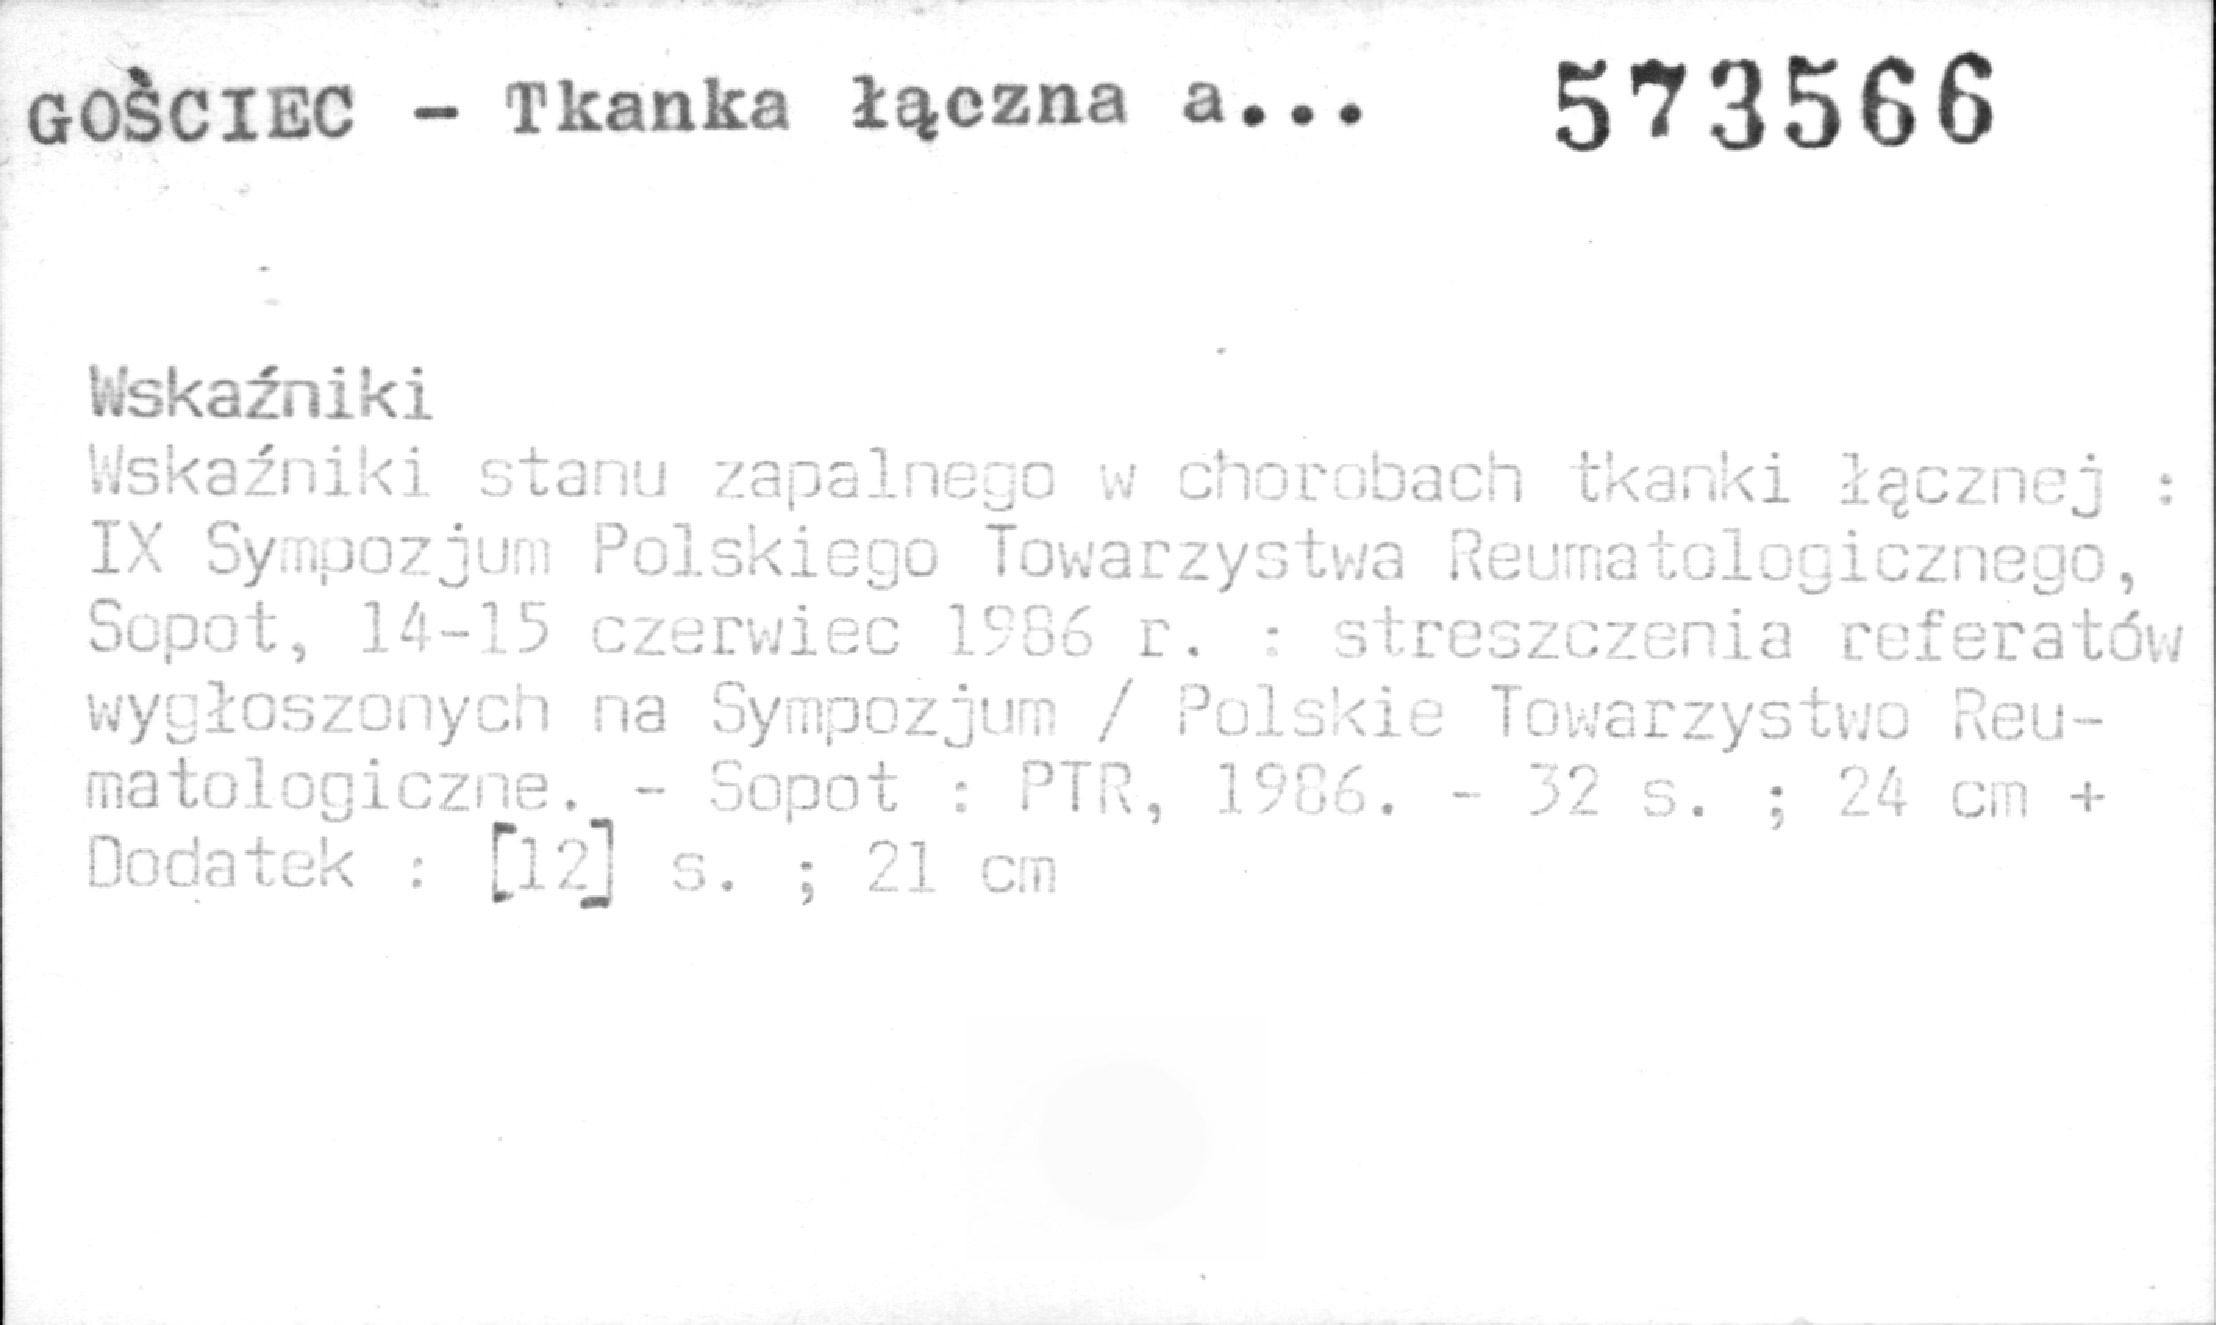 GOŚCIEC - Tkanka łączna a... 573566
Wskaźniki
Wskaźniki stanu zapalnego w chorobach tkanki łącznej :
IX Sympozjum Polskiego Towarzystwa Reumatologicznego,
Sopot, 14-15 czerwiec 1986 r. : streszczenia referatów
wygłoszonych na Sympozjum / Polskie Towarzystwo Reu-
matologiczne. - Sopot : PTR, 1986. - 32 s. ; 24 cm +
Dodatek : [12] s. ; 21 cm